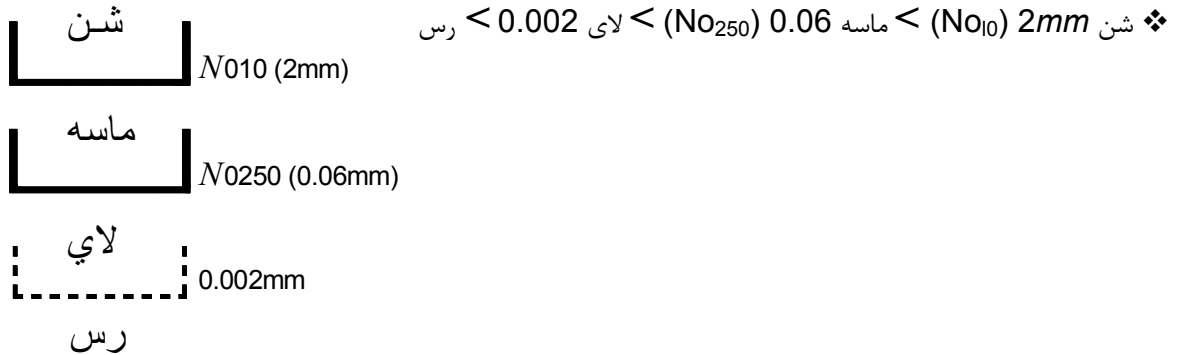 ❖ شن 2mm (No₁₀) > ماسه 0.06 (No₂₅₀) > لای 0.002 > رس
شن
N010 (2mm)
ماسه
N0250 (0.06mm)
لاي
0.002mm
رس